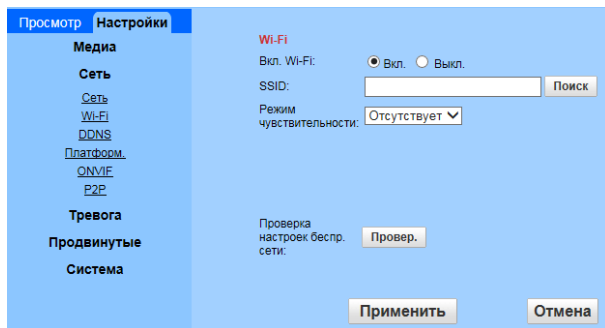 Просмотр Настройки
Медиа
Сеть
Сеть
Wi-Fi
DDNS
Платформ.
ONVIF
P2P
Тревога
Продвинутые
Система
Wi-Fi
Вкл. Wi-Fi: Вкл. Выкл.
SSID: Поиск
Режим
чувствительности: Отсутствует
Проверка
настроек беспр. Провер.
сети:
Применить Отмена